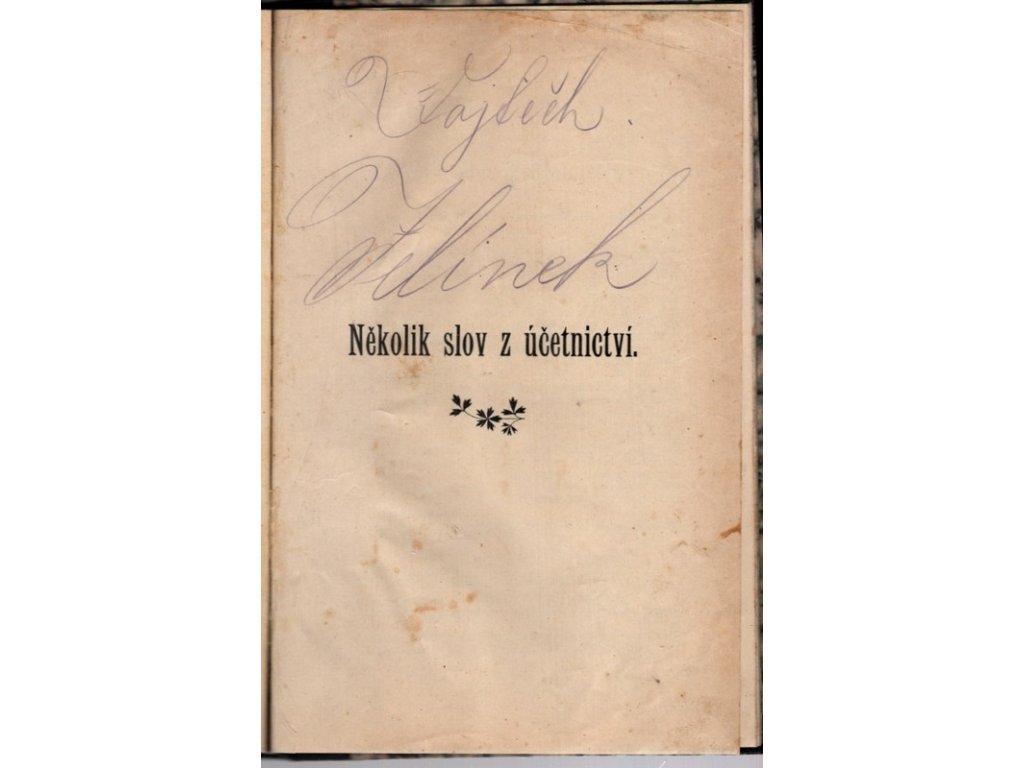 Vojtěch.
Jelínek
Několik slov z účetnictví.